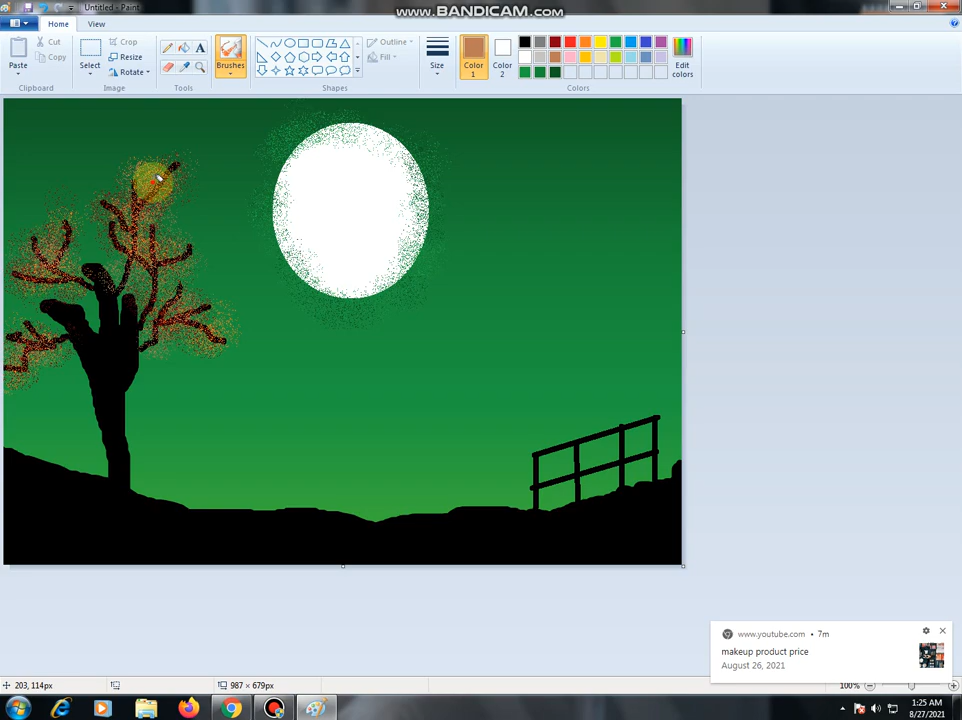 Untitled - Paint
www.BANDICAM.com
Home
View
Paste
Cut
Copy
Clipboard
Select
Crop
Resize
Rotate
Image
A
Tools
Brushes
Outline
Fill
Shapes
Size
Color
1
Color
2
Edit
colors
Colors
www.youtube.com • 7m
makeup product price
August 26, 2021
203, 114px
987 × 679px
100%
1:25 AM
8/27/2021